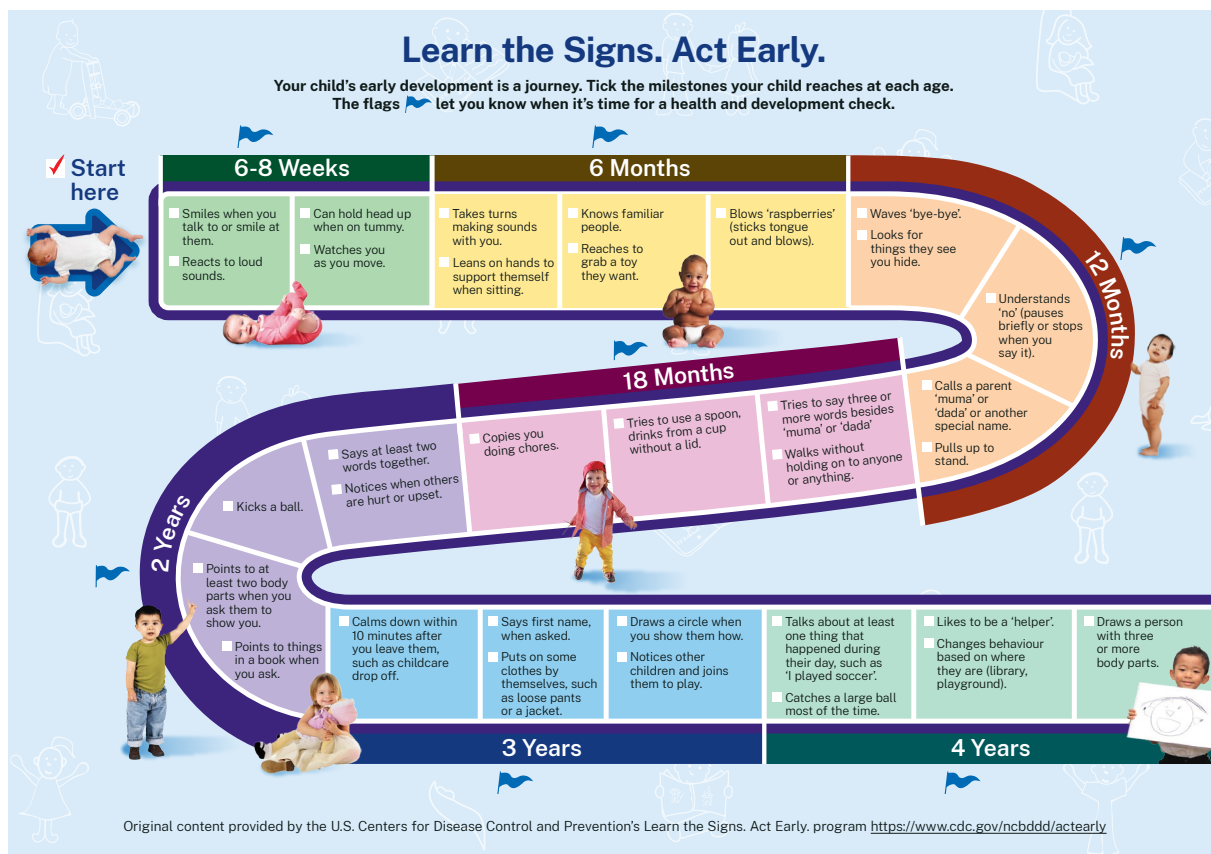 Learn the Signs. Act Early.
Your child's early development is a journey. Tick the milestones your child reaches at each age.
The flags let you know when it's time for a health and development check.
Start
here
6-8 Weeks
Smiles when you
talk to or smile at
them.
Reacts to loud
sounds.
Can hold head up
when on tummy.
Watches you
as you move.
6 Months
Takes turns
making sounds
with you.
Leans on hands to
support themself
when sitting.
Knows familiar
people.
Reaches to
grab a toy
they want.
Blows ‘raspberries’
(sticks tongue
out and blows).
12 Months
Waves ‘bye-bye’.
Looks for
things they see
you hide.
Understands
‘no’ (pauses
briefly or stops
when you
say it).
Calls a parent
‘muma’ or
‘dada’ or another
special name.
Pulls up to
stand.
18 Months
Tries to say three or
more words besides
‘muma’ or ‘dada’
Walks without
holding on to anyone
or anything.
Tries to use a spoon,
drinks from a cup
without a lid.
Copies you
doing chores.
2 Years
Says at least two
words together.
Notices when others
are hurt or upset.
Kicks a ball.
Points to at
least two body
parts when you
ask them to
show you.
Points to things
in a book when
you ask.
Calms down within
10 minutes after
you leave them,
such as childcare
drop off.
Says first name,
when asked.
Puts on some
clothes by
themselves, such
as loose pants
or a jacket.
Draws a circle when
you show them how.
Notices other
children and joins
them to play.
3 Years
Talks about at least
one thing that
happened during
their day, such as
‘I played soccer’.
Catches a large ball
most of the time.
Likes to be a ‘helper’.
Changes behaviour
based on where
they are (library,
playground).
Draws a person
with three
or more
body parts.
4 Years
Original content provided by the U.S. Centers for Disease Control and Prevention's Learn the Signs. Act Early. program https://www.cdc.gov/ncbddd/actearly